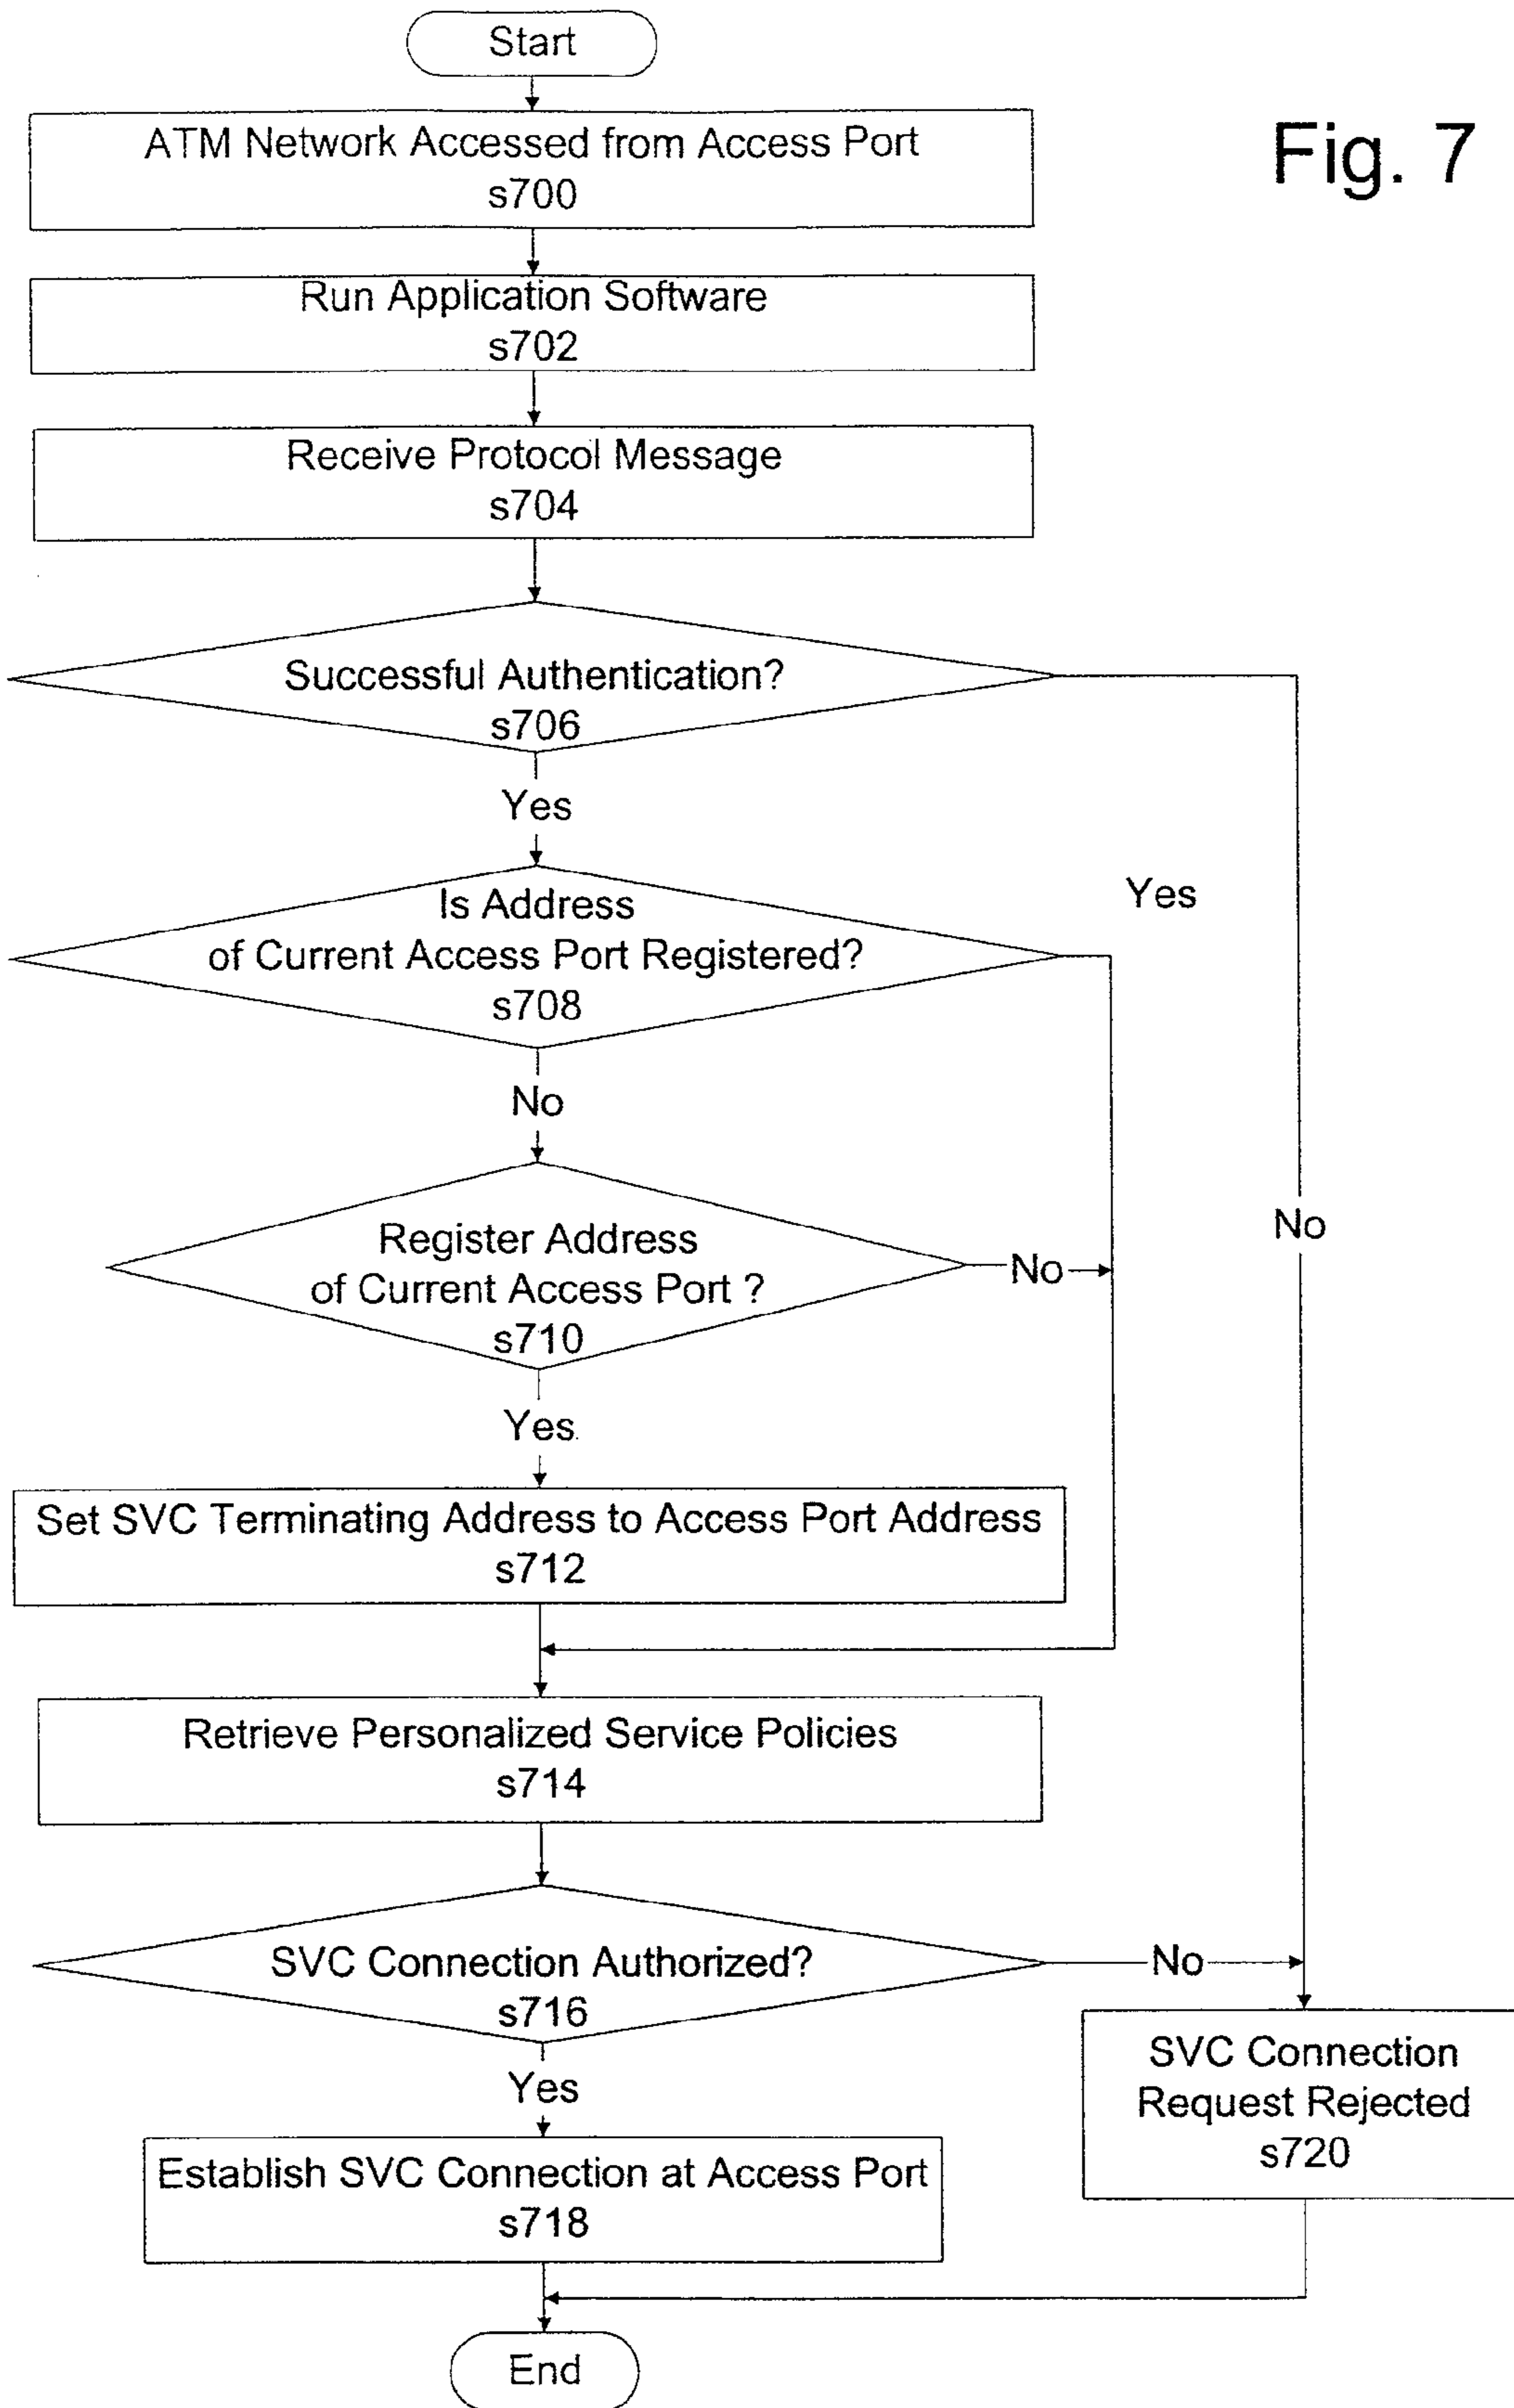 Start
Fig. 7
ATM Network Accessed from Access Port
s700
Run Application Software
s702
Receive Protocol Message
s704
Successful Authentication?
s706
Yes
Yes
Is Address
of Current Access Port Registered?
s708
No
No
Register Address
of Current Access Port ?
s710
No
Yes
Set SVC Terminating Address to Access Port Address
s712
Retrieve Personalized Service Policies
s714
SVC Connection Authorized?
s716
No
Yes
SVC Connection
Request Rejected
s720
Establish SVC Connection at Access Port
s718
End